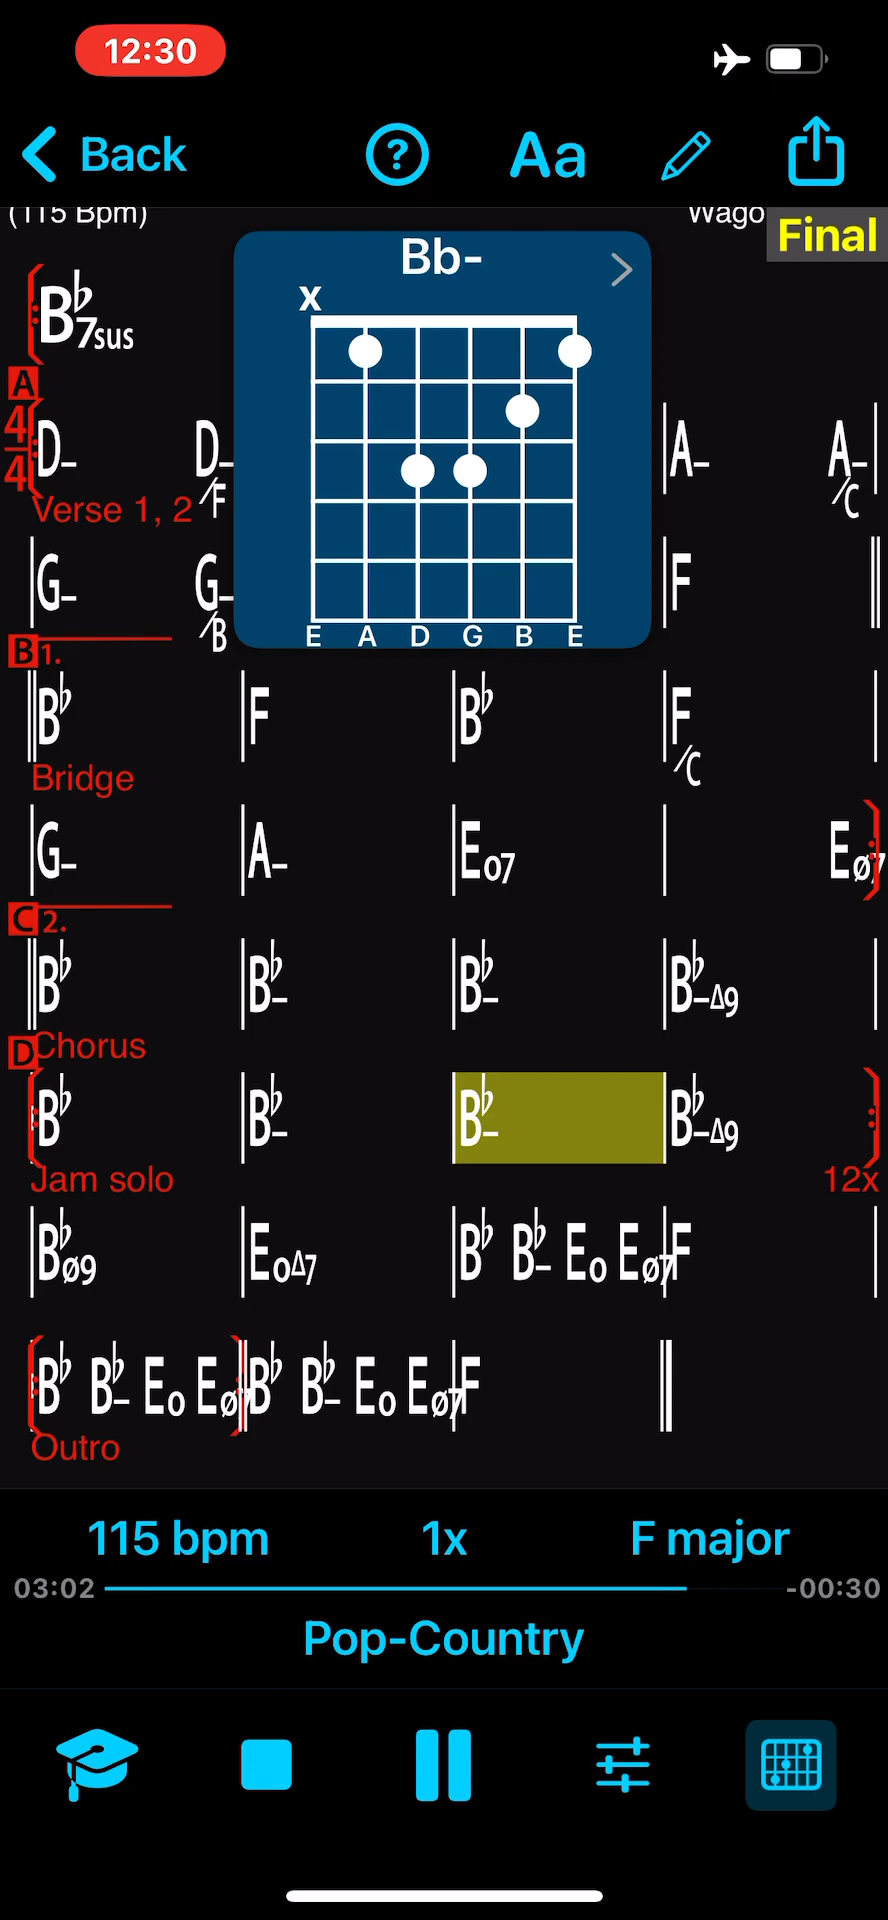 12:30
Back ? Aa
(115 Bpm) Wago
Final
Bb-
x
E A D G B E
B♭7sus
A
4/4 D- D-/F A- A-/C
Verse 1, 2
G- G-/B F
B 1.
B♭ F B♭ F/C
Bridge
G- A- Eo7 Eø7
C 2.
B♭ B♭- B♭- B♭-Δ9
Chorus
D
B♭ B♭- B♭- B♭-Δ9
Jam solo 12x
B♭ø9 EoΔ7 B♭ B♭- Eo Eø7 F
B♭ B♭- Eo Eø7 B♭ B♭- Eo Eø7 F
Outro
115 bpm 1x F major
03:02 -00:30
Pop-Country